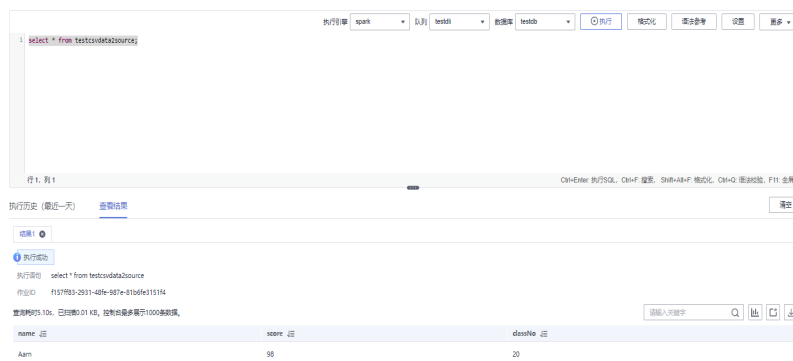 执行引擎 spark 队列 testdli 数据库 testdb 执行 格式化 语法参考 设置 更多
1 select * from testcsvdata2source;
行 1, 列 1 Ctrl+Enter: 执行SQL, Ctrl+F: 搜索, Shift+Alt+F: 格式化, Ctrl+Q: 语法校验, F11: 全屏
执行历史 (最近一天) 查看结果 清空
结果1
执行成功
执行语句 select * from testcsvdata2source
作业ID f157ff83-2931-48fe-987e-81b6fe3151f4
查询耗时5.10s, 已扫描0.01 KB, 控制台最多展示1000条数据。 请输入关键字
name score classNo
Aarn 98 20